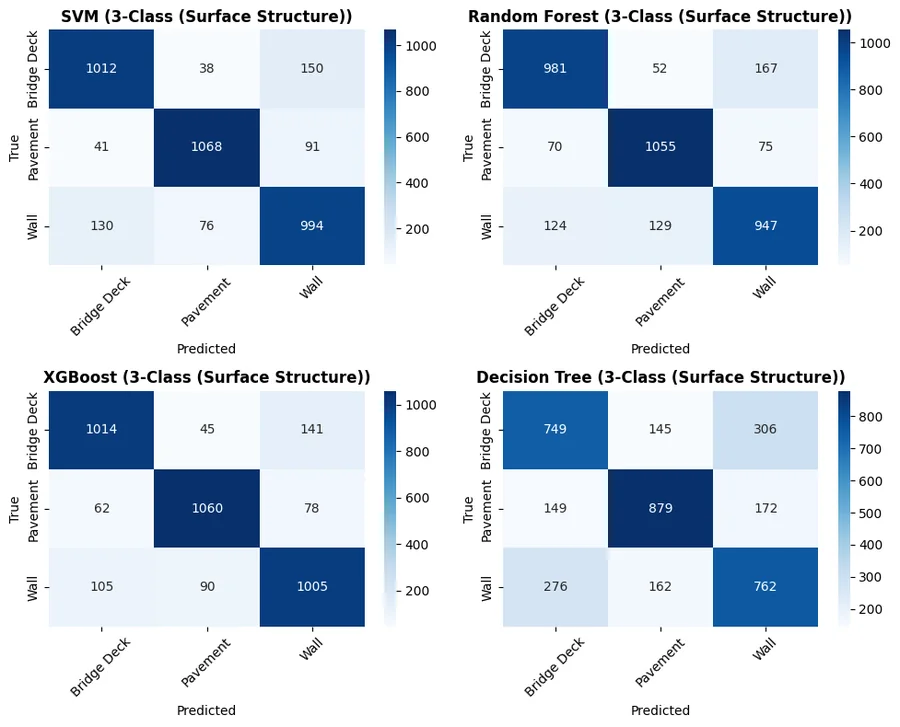 SVM (3-Class (Surface Structure))
True
Bridge Deck
1012 38 150
Pavement
41 1068 91
Wall
130 76 994
Bridge Deck Pavement Wall
Predicted
1000
800
600
400
200
Random Forest (3-Class (Surface Structure))
True
Bridge Deck
981 52 167
Pavement
70 1055 75
Wall
124 129 947
Bridge Deck Pavement Wall
Predicted
1000
800
600
400
200
XGBoost (3-Class (Surface Structure))
True
Bridge Deck
1014 45 141
Pavement
62 1060 78
Wall
105 90 1005
Bridge Deck Pavement Wall
Predicted
1000
800
600
400
200
Decision Tree (3-Class (Surface Structure))
True
Bridge Deck
749 145 306
Pavement
149 879 172
Wall
276 162 762
Bridge Deck Pavement Wall
Predicted
800
700
600
500
400
300
200